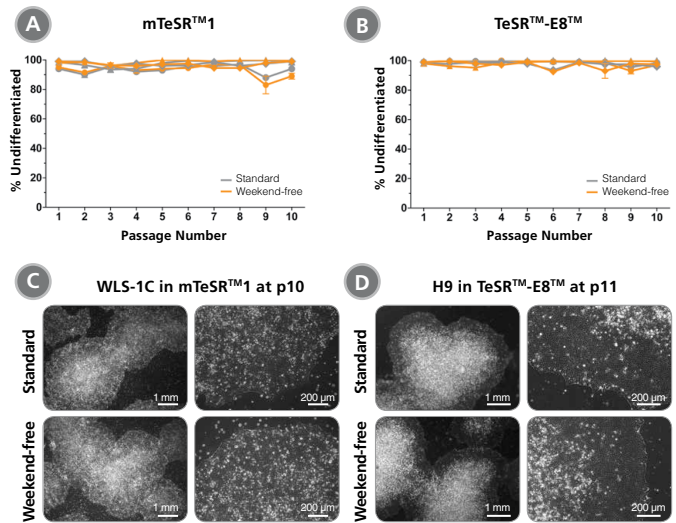 A
mTeSR™1
% Undifferentiated
100
80
60
40
20
0
Standard
Weekend-free
1 2 3 4 5 6 7 8 9 10
Passage Number
B
TeSR™-E8™
% Undifferentiated
100
80
60
40
20
0
Standard
Weekend-free
1 2 3 4 5 6 7 8 9 10
Passage Number
C
WLS-1C in mTeSR™1 at p10
Standard
1 mm
200 µm
Weekend-free
1 mm
200 µm
D
H9 in TeSR™-E8™ at p11
Standard
1 mm
200 µm
Weekend-free
1 mm
200 µm